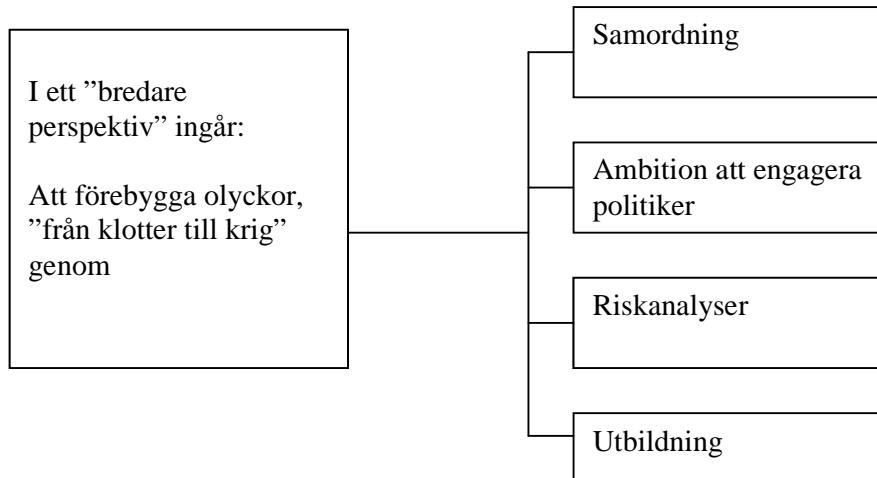 I ett ”bredare
perspektiv” ingår:
Att förebygga olyckor,
”från klotter till krig”
genom
Samordning
Ambition att engagera
politiker
Riskanalyser
Utbildning